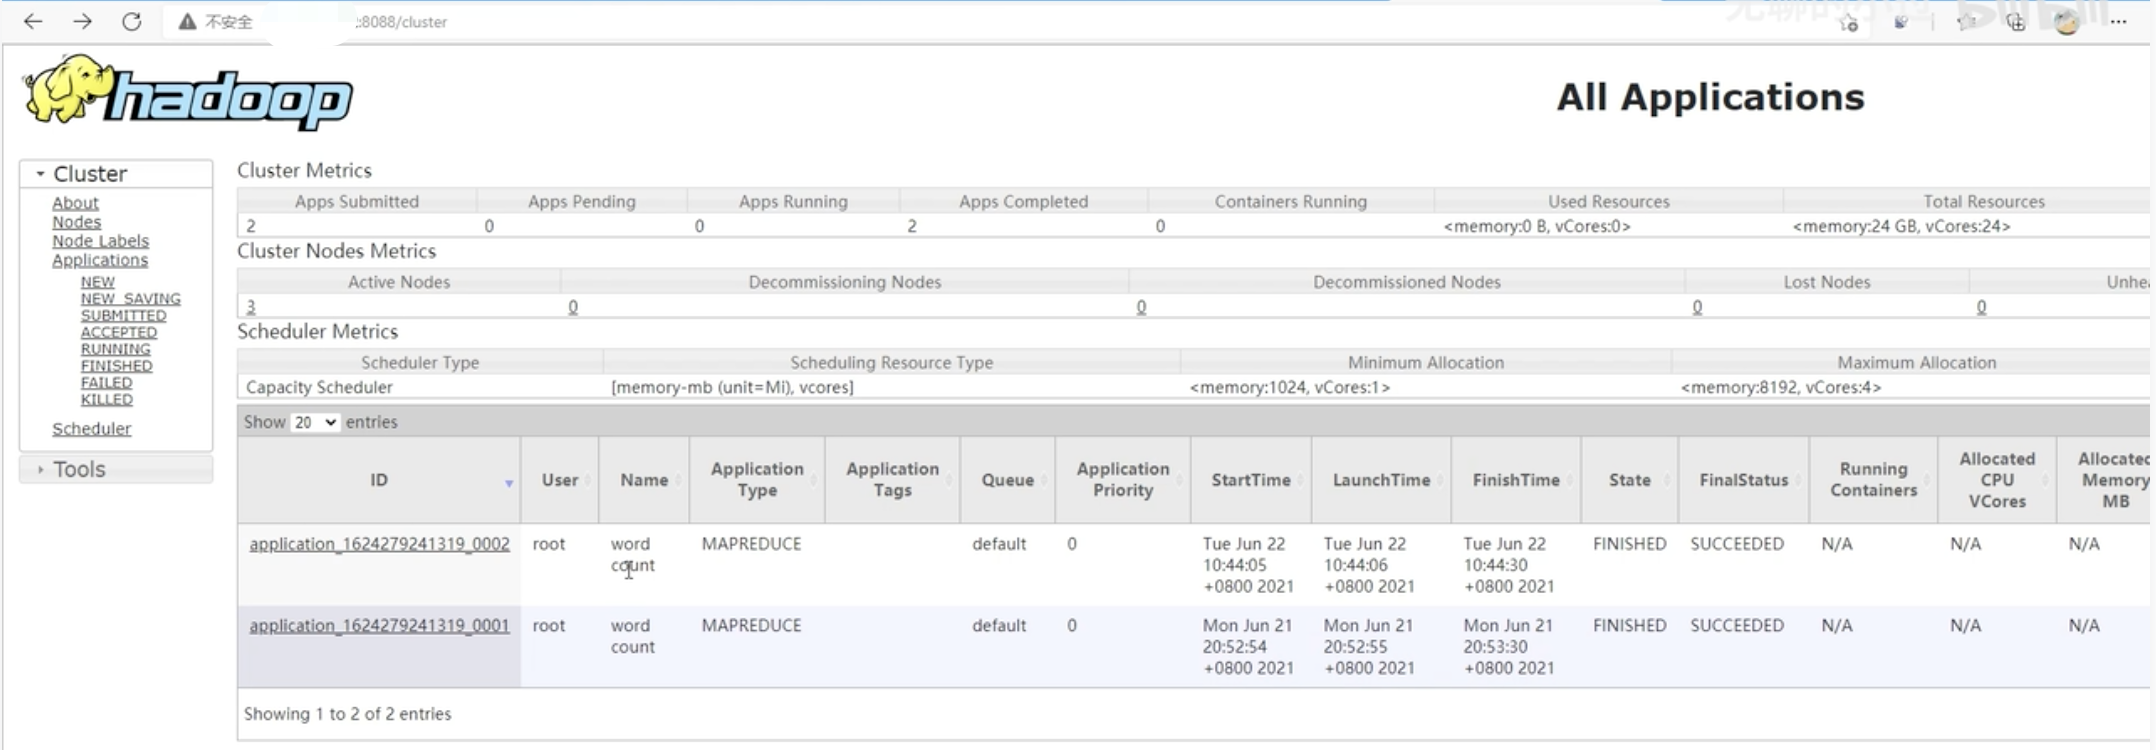 不安全 :8088/cluster
hadoop
All Applications
Cluster
About
Nodes
Node Labels
Applications
NEW
NEW_SAVING
SUBMITTED
ACCEPTED
RUNNING
FINISHED
FAILED
KILLED
Scheduler
Tools
Cluster Metrics
Apps Submitted Apps Pending Apps Running Apps Completed Containers Running Used Resources Total Resources
2 0 0 2 0 <memory:0 B, vCores:0> <memory:24 GB, vCores:24>
Cluster Nodes Metrics
Active Nodes Decommissioning Nodes Decommissioned Nodes Lost Nodes
3 0 0 0 0
Scheduler Metrics
Scheduler Type Scheduling Resource Type Minimum Allocation Maximum Allocation
Capacity Scheduler [memory-mb (unit=Mi), vcores] <memory:1024, vCores:1> <memory:8192, vCores:4>
Show 20 entries
ID User Name Application Type Application Tags Queue Application Priority StartTime LaunchTime FinishTime State FinalStatus Running Containers Allocated CPU VCores Allocated Memory MB
application_1624279241319_0002 root word count MAPREDUCE default 0 Tue Jun 22 10:44:05 +0800 2021 Tue Jun 22 10:44:06 +0800 2021 Tue Jun 22 10:44:30 +0800 2021 FINISHED SUCCEEDED N/A N/A N/A
application_1624279241319_0001 root word count MAPREDUCE default 0 Mon Jun 21 20:52:54 +0800 2021 Mon Jun 21 20:52:55 +0800 2021 Mon Jun 21 20:53:30 +0800 2021 FINISHED SUCCEEDED N/A N/A N/A
Showing 1 to 2 of 2 entries